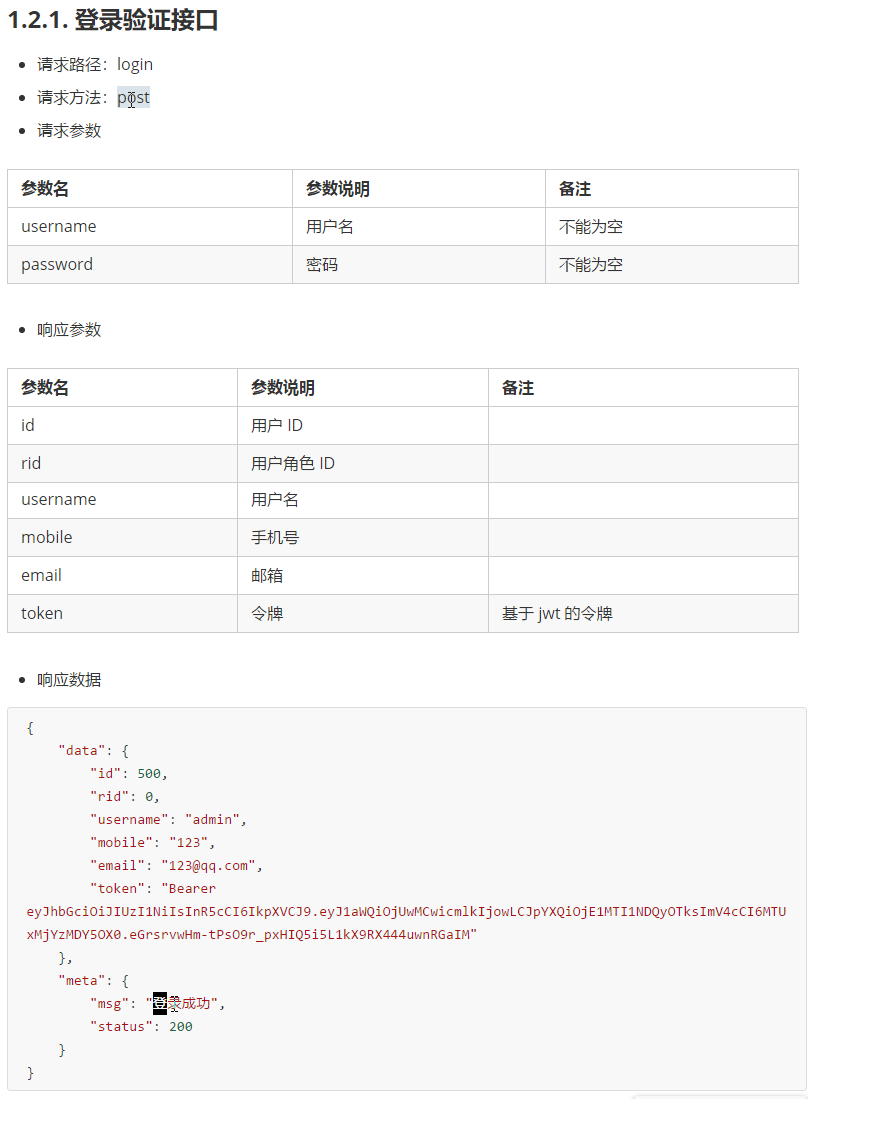 1.2.1. 登录验证接口
请求路径：login
请求方法：post
请求参数
参数名 参数说明 备注
username 用户名 不能为空
password 密码 不能为空
响应参数
参数名 参数说明 备注
id 用户 ID
rid 用户角色 ID
username 用户名
mobile 手机号
email 邮箱
token 令牌 基于 jwt 的令牌
响应数据
{
"data": {
"id": 500,
"rid": 0,
"username": "admin",
"mobile": "123",
"email": "123@qq.com",
"token": "Bearer
eyJhbGciOiJIUzI1NiIsInR5cCI6IkpXVCJ9.eyJ1aWQiOjUwMCwicmlkIjowLCJpYXQiOjE1MTI1NDQyOTksImV4cCI6MTU
xMjYzMDY5OX0.eGrsrvwHm-tPsO9r_pxHIQ5i5L1kX9RX444uwnRGaIM"
},
"meta": {
"msg": "登录成功",
"status": 200
}
}